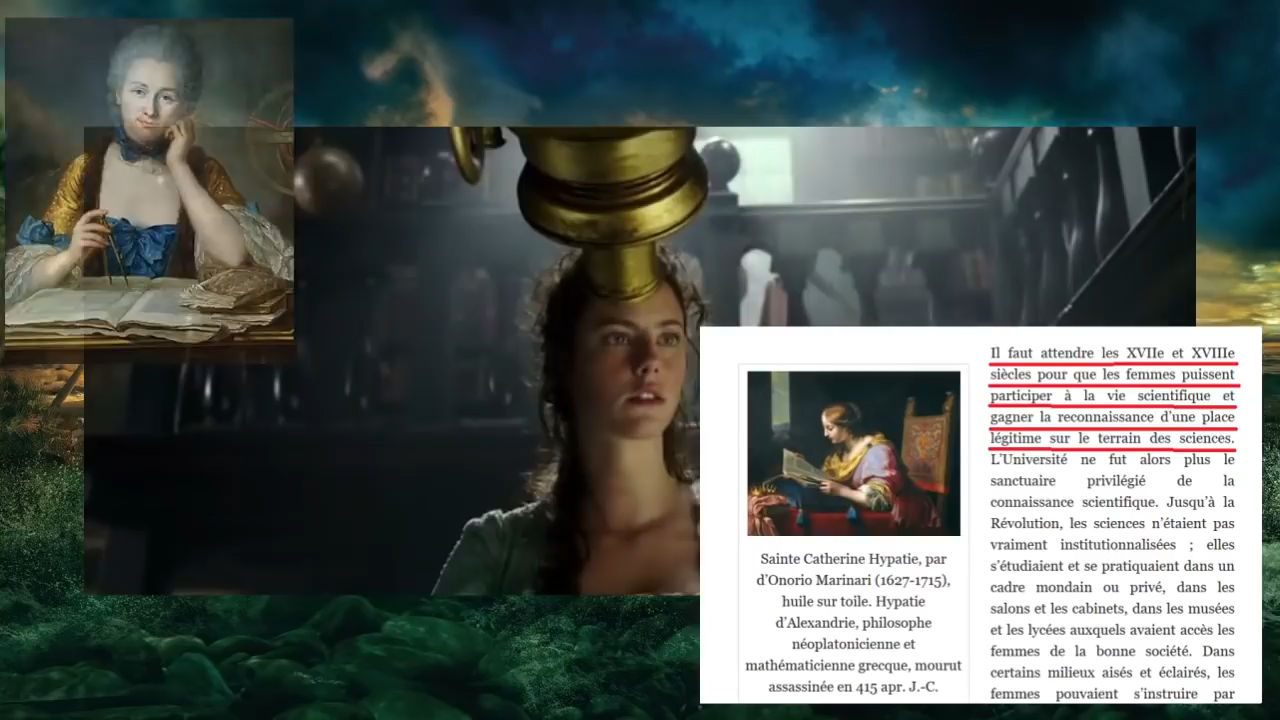 Il faut attendre les XVIIe et XVIIIe
siècles pour que les femmes puissent
participer à la vie scientifique et
gagner la reconnaissance d'une place
légitime sur le terrain des sciences.
L'Université ne fut alors plus le
sanctuaire privilégié de la
connaissance scientifique. Jusqu'à la
Révolution, les sciences n'étaient pas
vraiment institutionnalisées ; elles
s'étudiaient et se pratiquaient dans un
cadre mondain ou privé, dans les
salons et les cabinets, dans les musées
et les lycées auxquels avaient accès les
femmes de la bonne société. Dans
certains milieux aisés et éclairés, les
femmes pouvaient s'instruire par
Sainte Catherine Hypatie, par
d'Onorio Marinari (1627-1715),
huile sur toile. Hypatie
d'Alexandrie, philosophe
néoplatonicienne et
mathématicienne grecque, mourut
assassinée en 415 apr. J.-C.